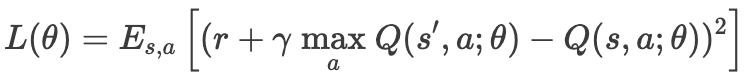 L(θ) = E_{s,a} [(r + γ max_a Q(s′, a; θ) − Q(s, a; θ))²]